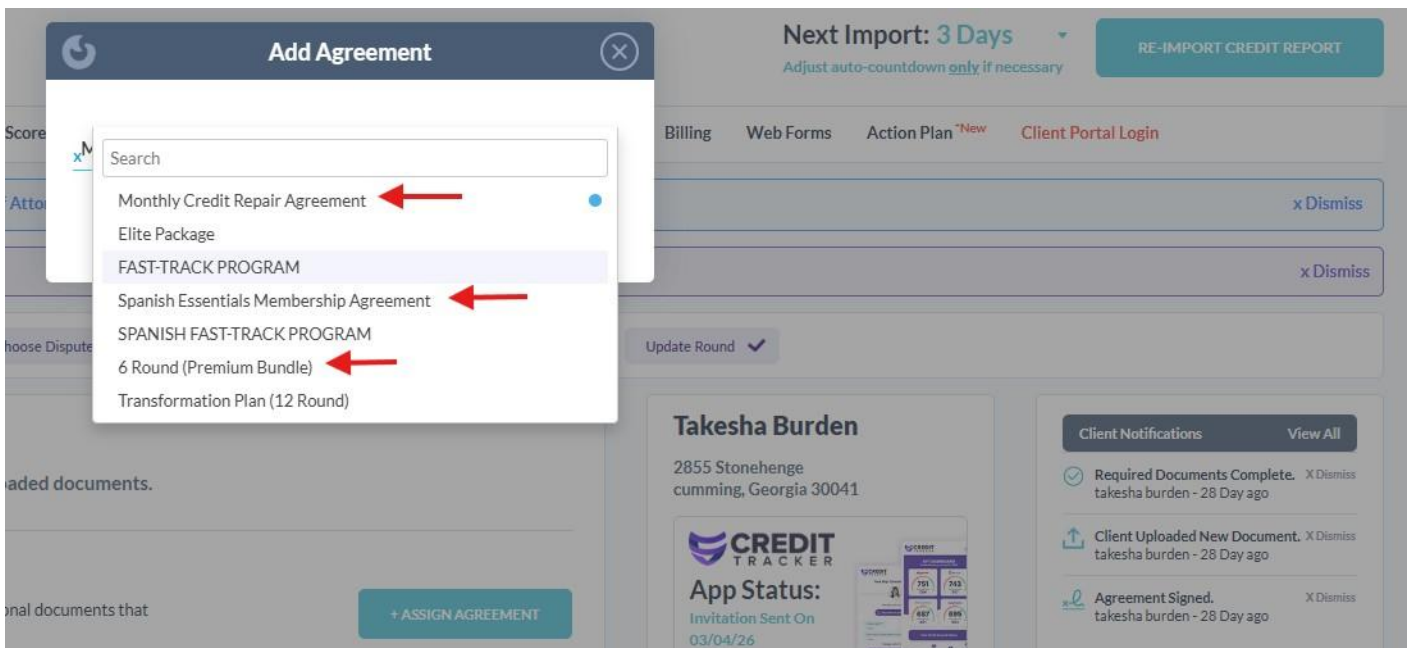 Add Agreement
Next Import: 3 Days
Adjust auto-countdown only if necessary
RE-IMPORT CREDIT REPORT
Score
Billing
Web Forms
Action Plan *New
Client Portal Login
x M
Search
Monthly Credit Repair Agreement
Elite Package
FAST-TRACK PROGRAM
Spanish Essentials Membership Agreement
SPANISH FAST-TRACK PROGRAM
6 Round (Premium Bundle)
Transformation Plan (12 Round)
Atto
x Dismiss
x Dismiss
hoose Dispute
Update Round
aded documents.
onal documents that
+ ASSIGN AGREEMENT
Takesha Burden
2855 Stonehenge
cumming, Georgia 30041
CREDIT
TRACKER
App Status:
Invitation Sent On
03/04/26
751
743
Client Notifications
View All
Required Documents Complete. X Dismiss
takesha burden - 28 Day ago
Client Uploaded New Document. X Dismiss
takesha burden - 28 Day ago
Agreement Signed. X Dismiss
takesha burden - 28 Day ago